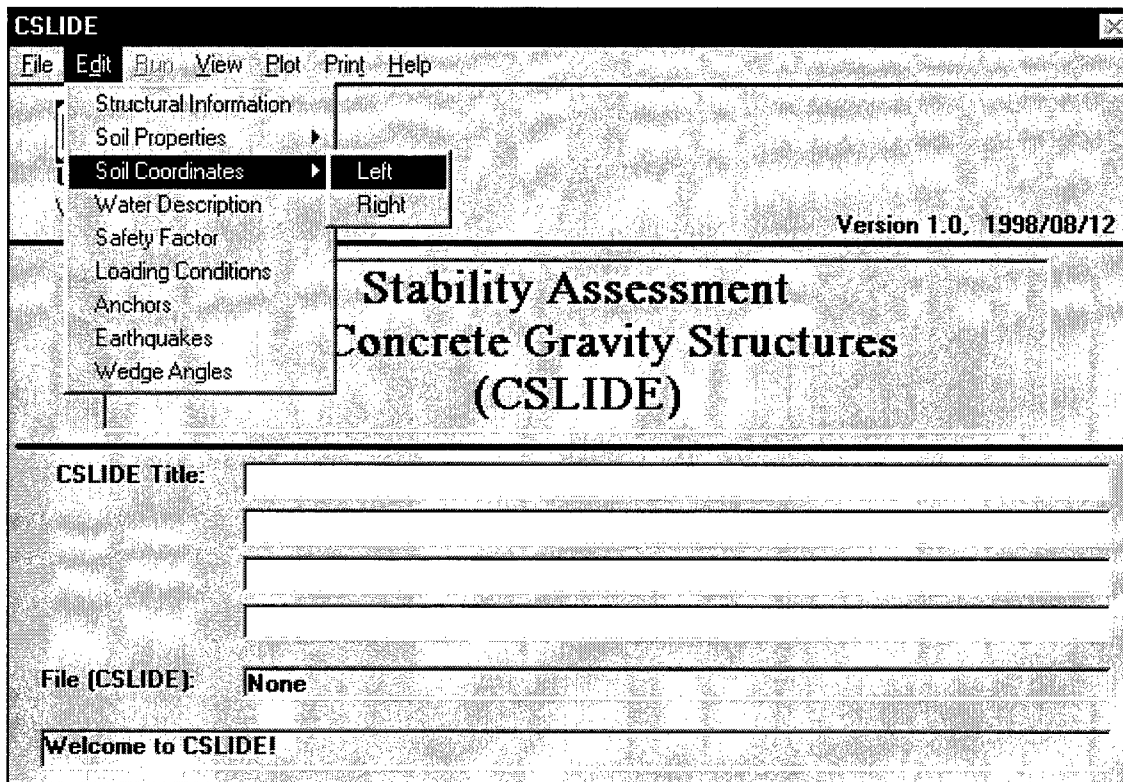 CSLIDE
File Edit Run View Plot Print Help
Structural Information
Soil Properties
Soil Coordinates
Left
Water Description
Right
Safety Factor
Version 1.0, 1998/08/12
Loading Conditions
Anchors
Earthquakes
Wedge Angles
Stability Assessment
Concrete Gravity Structures
(CSLIDE)
CSLIDE Title:
File (CSLIDE): None
Welcome to CSLIDE!